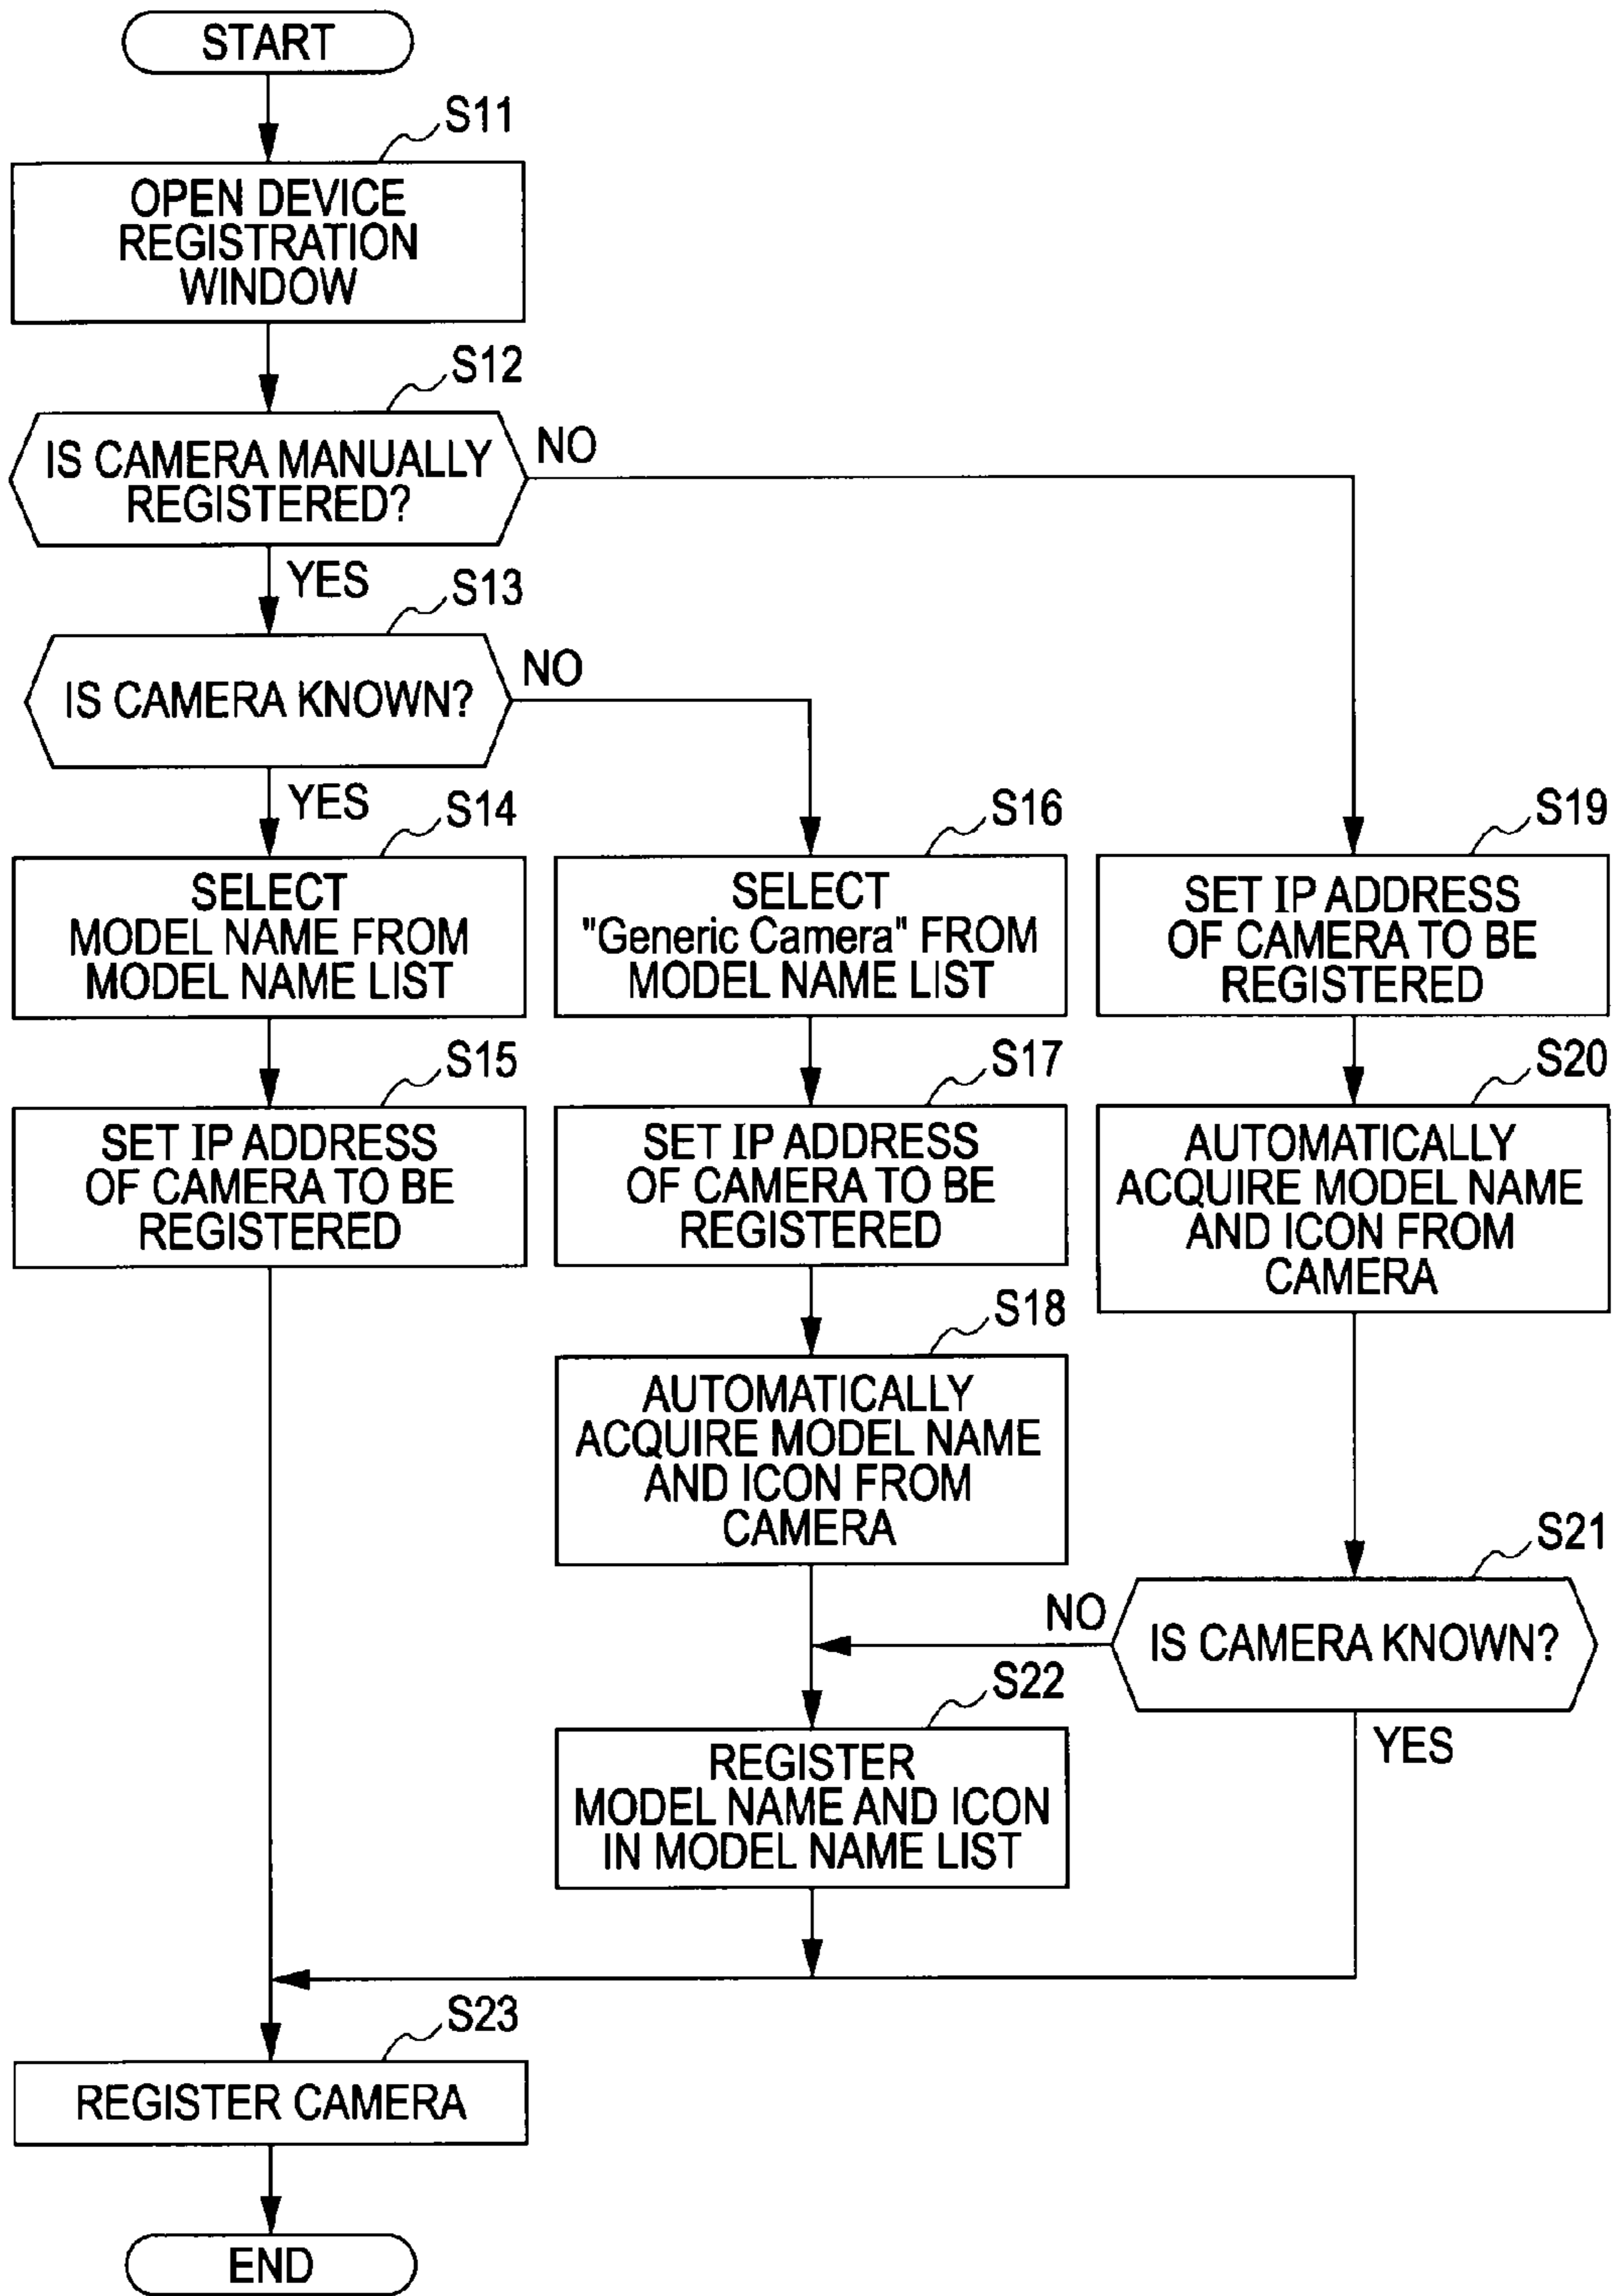 START
S11
OPEN DEVICE
REGISTRATION
WINDOW
S12
IS CAMERA MANUALLY
REGISTERED?
NO
YES
S13
IS CAMERA KNOWN?
NO
YES
S14
SELECT
MODEL NAME FROM
MODEL NAME LIST
S15
SET IP ADDRESS
OF CAMERA TO BE
REGISTERED
S16
SELECT
"Generic Camera" FROM
MODEL NAME LIST
S17
SET IP ADDRESS
OF CAMERA TO BE
REGISTERED
S18
AUTOMATICALLY
ACQUIRE MODEL NAME
AND ICON FROM
CAMERA
S19
SET IP ADDRESS
OF CAMERA TO BE
REGISTERED
S20
AUTOMATICALLY
ACQUIRE MODEL NAME
AND ICON FROM
CAMERA
S21
IS CAMERA KNOWN?
NO
YES
S22
REGISTER
MODEL NAME AND ICON
IN MODEL NAME LIST
S23
REGISTER CAMERA
END